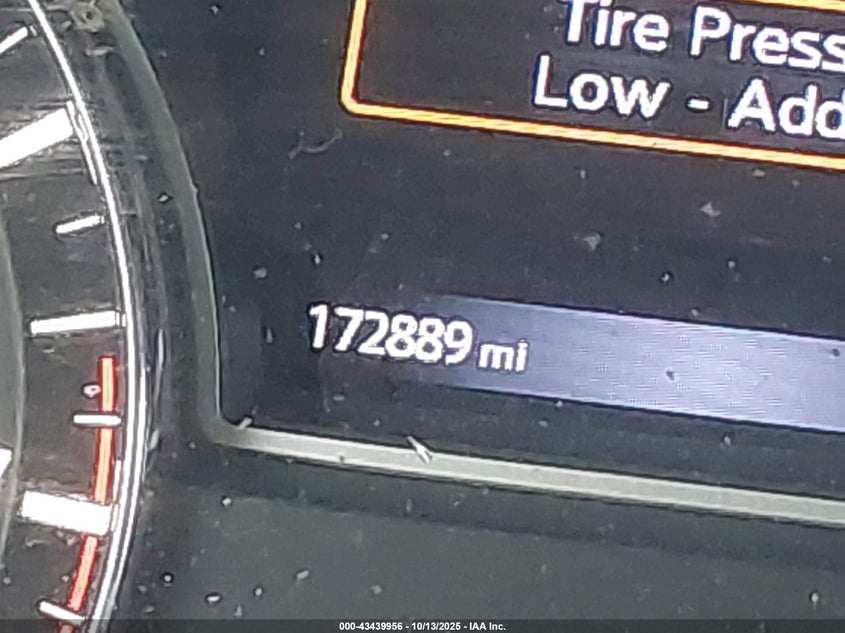 Tire Press
Low - Add
172889 mi
000-43439956 - 10/13/2025 - IAA Inc.